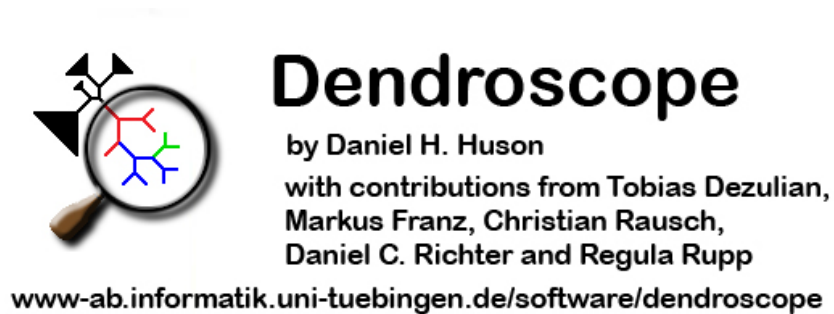 Dendroscope
by Daniel H. Huson
with contributions from Tobias Dezulian,
Markus Franz, Christian Rausch,
Daniel C. Richter and Regula Rupp
www-ab.informatik.uni-tuebingen.de/software/dendroscope